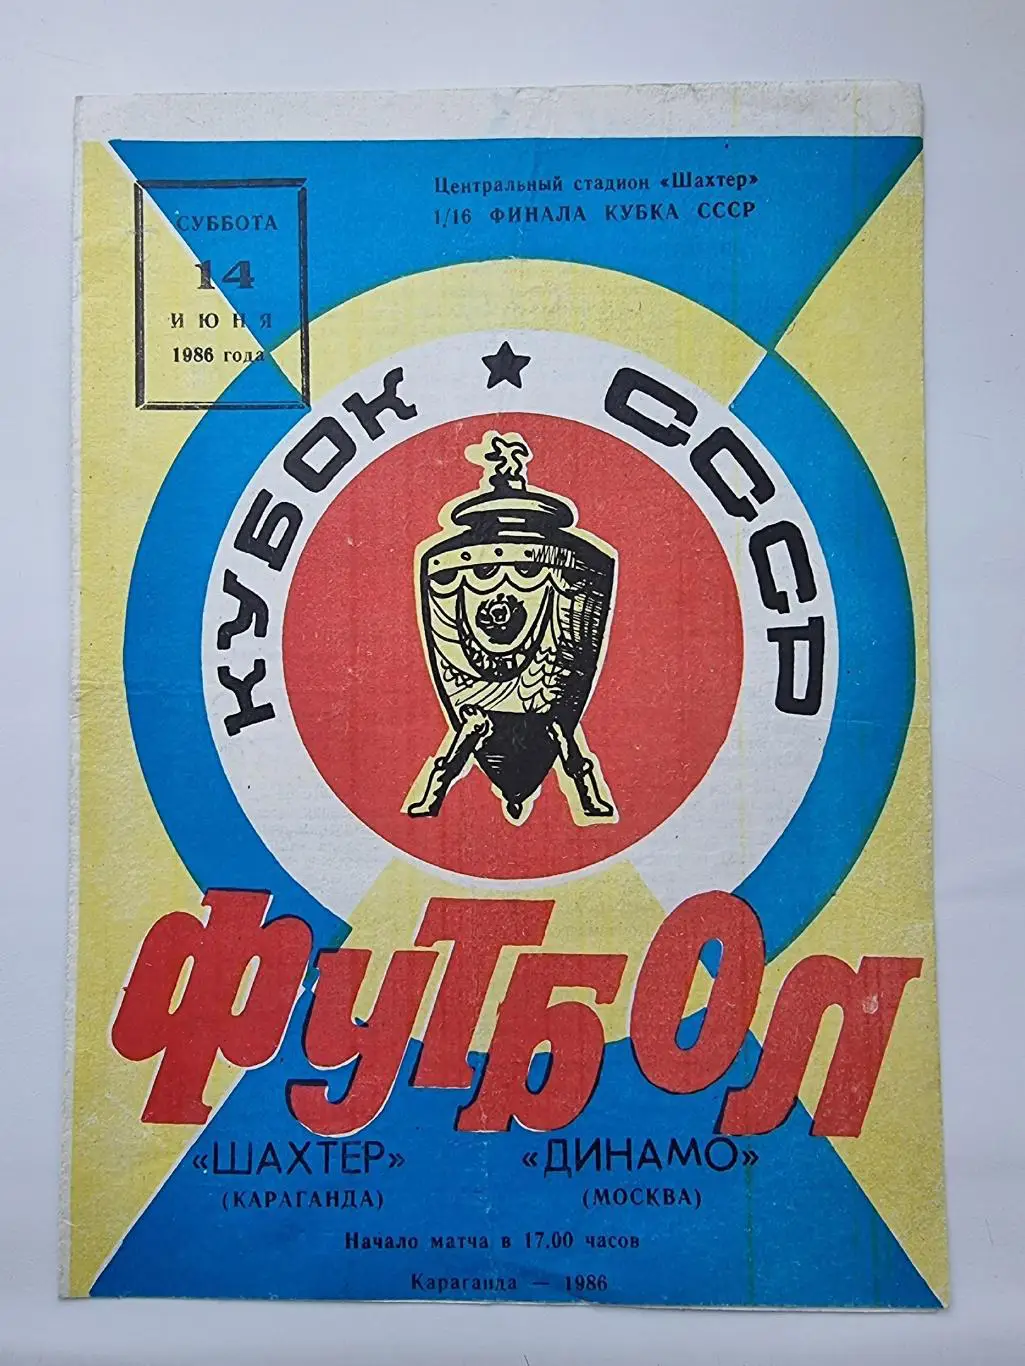 Центральный стадион «Шахтер»
1/16 ФИНАЛА КУБКА СССР
СУББОТА
14
ИЮНЯ
1986 года
КУБОК ★ СССР
ФУТБОЛ
«ШАХТЕР» «ДИНАМО»
(КАРАГАНДА) (МОСКВА)
Начало матча в 17.00 часов
Караганда — 1986